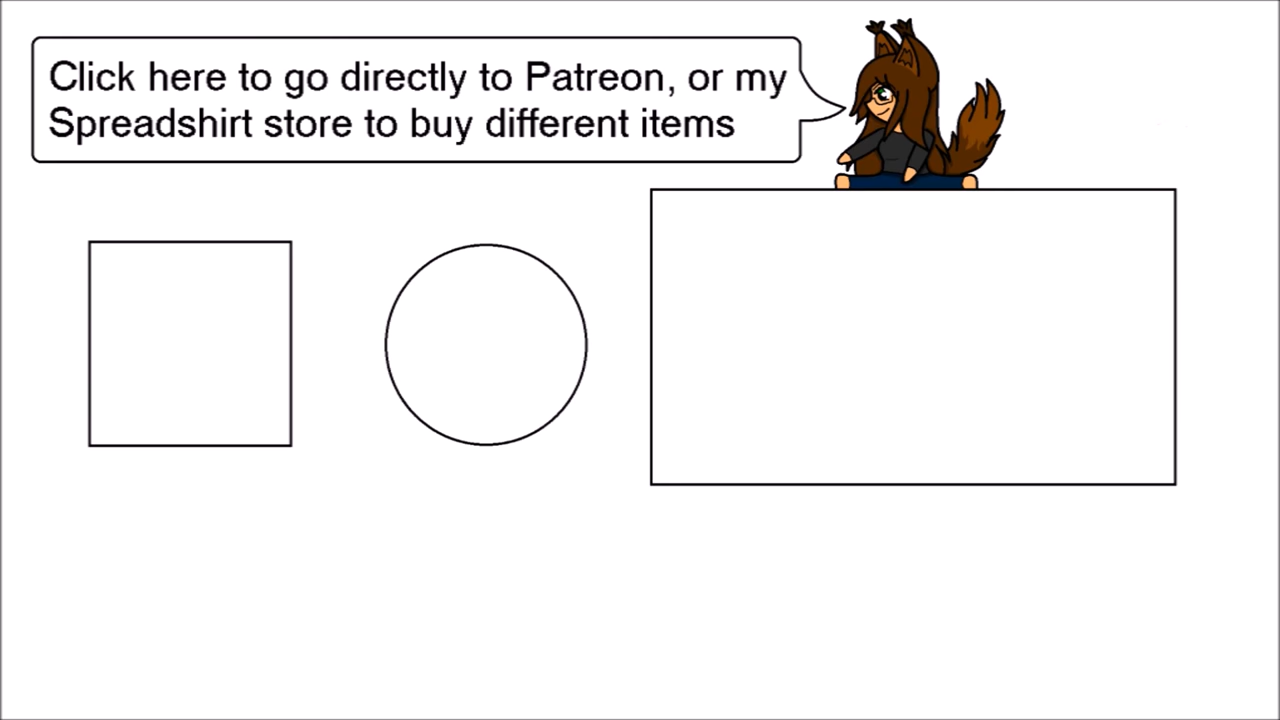 Click here to go directly to Patreon, or my
Spreadshirt store to buy different items